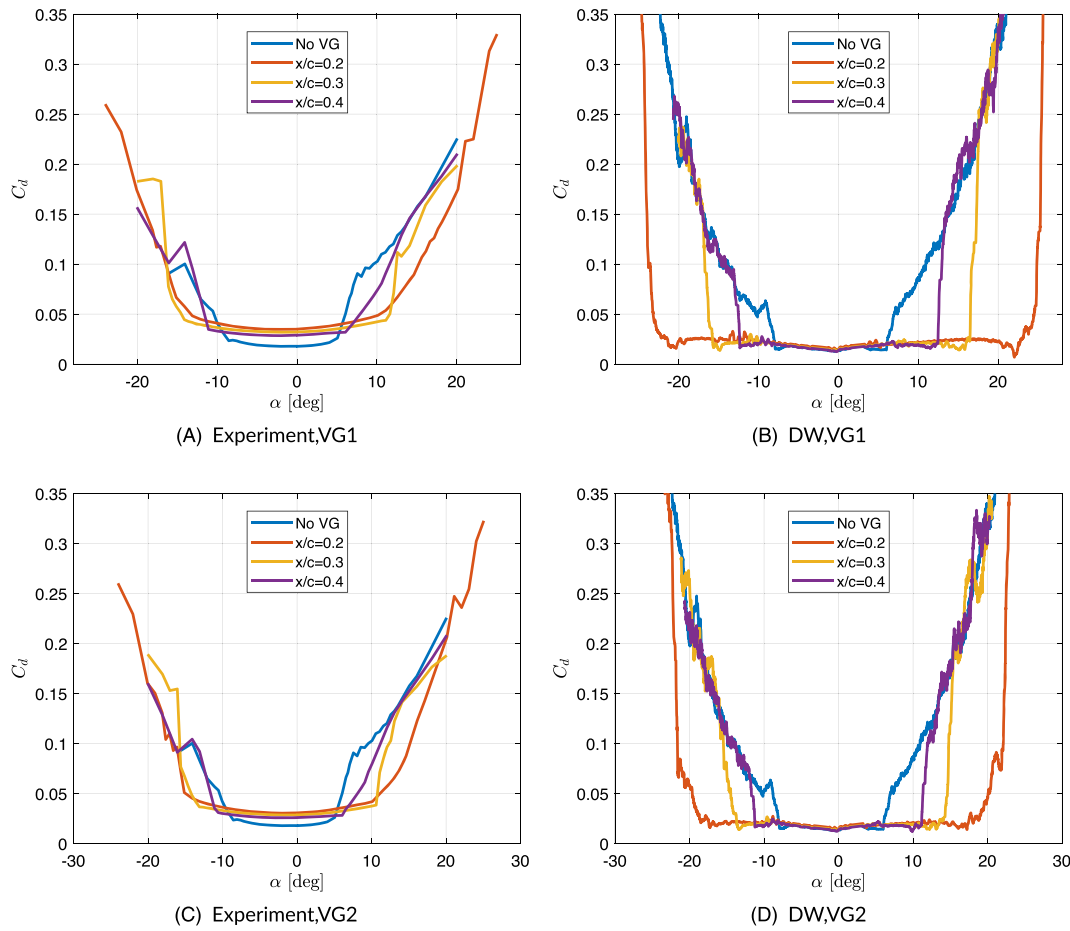 0.35
0.3
0.25
0.2
0.15
0.1
0.05
0
C_d
No VG
x/c=0.2
x/c=0.3
x/c=0.4
-20
-10
0
10
20
α [deg]
(A) Experiment,VG1
0.35
0.3
0.25
0.2
0.15
0.1
0.05
0
C_d
No VG
x/c=0.2
x/c=0.3
x/c=0.4
-20
-10
0
10
20
α [deg]
(B) DW,VG1
0.35
0.3
0.25
0.2
0.15
0.1
0.05
0
C_d
No VG
x/c=0.2
x/c=0.3
x/c=0.4
-30
-20
-10
0
10
20
30
α [deg]
(C) Experiment,VG2
0.35
0.3
0.25
0.2
0.15
0.1
0.05
0
C_d
No VG
x/c=0.2
x/c=0.3
x/c=0.4
-30
-20
-10
0
10
20
30
α [deg]
(D) DW,VG2